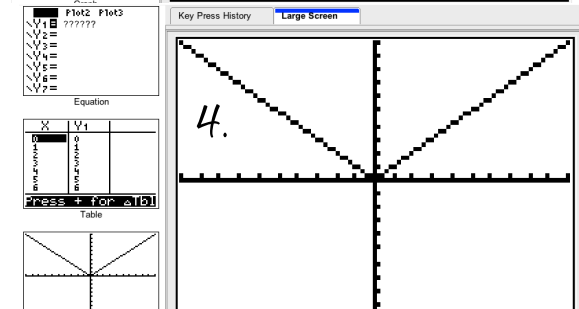 Key Press History Large Screen
Plot2 Plot3
\Y1=??????
\Y2=
\Y3=
\Y4=
\Y5=
\Y6=
\Y7=
Equation
4.
X Y1
0 0
1 1
2 2
3 3
4 4
5 5
6 6
Press + for △Tbl
Table